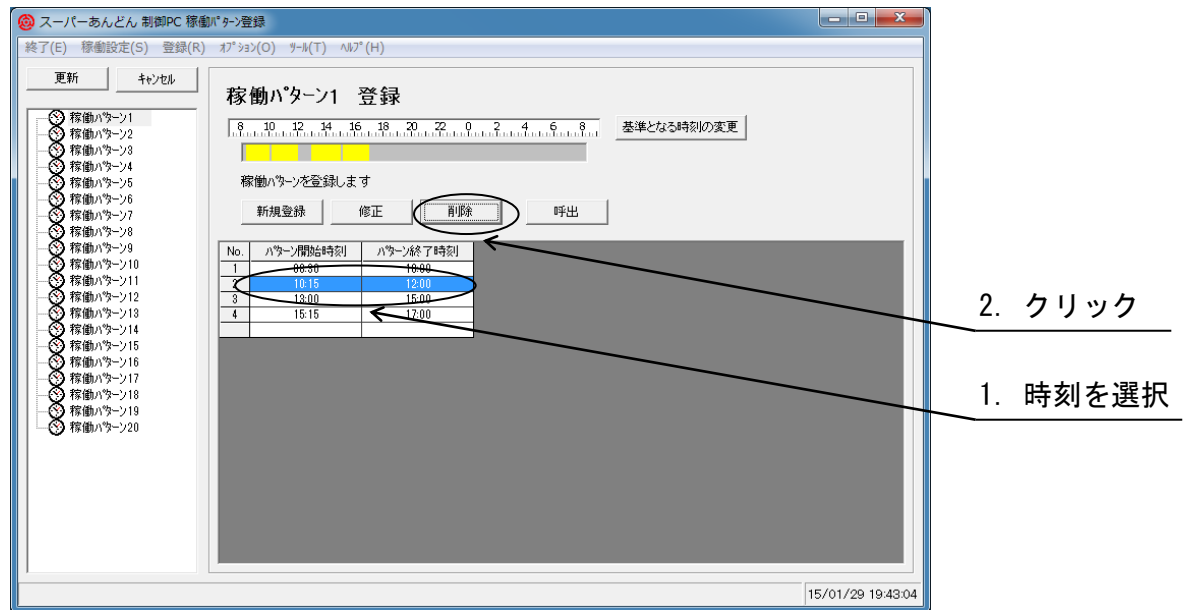 スーパーあんどん 制御PC 稼働ﾊﾟﾀｰﾝ登録
終了(E) 稼働設定(S) 登録(R) ｵﾌﾟｼｮﾝ(O) ﾂｰﾙ(T) ﾍﾙﾌﾟ(H)
更新 ｷｬﾝｾﾙ
稼働ﾊﾟﾀｰﾝ1
稼働ﾊﾟﾀｰﾝ2
稼働ﾊﾟﾀｰﾝ3
稼働ﾊﾟﾀｰﾝ4
稼働ﾊﾟﾀｰﾝ5
稼働ﾊﾟﾀｰﾝ6
稼働ﾊﾟﾀｰﾝ7
稼働ﾊﾟﾀｰﾝ8
稼働ﾊﾟﾀｰﾝ9
稼働ﾊﾟﾀｰﾝ10
稼働ﾊﾟﾀｰﾝ11
稼働ﾊﾟﾀｰﾝ12
稼働ﾊﾟﾀｰﾝ13
稼働ﾊﾟﾀｰﾝ14
稼働ﾊﾟﾀｰﾝ15
稼働ﾊﾟﾀｰﾝ16
稼働ﾊﾟﾀｰﾝ17
稼働ﾊﾟﾀｰﾝ18
稼働ﾊﾟﾀｰﾝ19
稼働ﾊﾟﾀｰﾝ20
稼働ﾊﾟﾀｰﾝ1 登録
8 10 12 14 16 18 20 22 0 2 4 6 8 基準となる時刻の変更
稼働ﾊﾟﾀｰﾝを登録します
新規登録 修正 削除 呼出
No. ﾊﾟﾀｰﾝ開始時刻 ﾊﾟﾀｰﾝ終了時刻
1 08:30 10:00
2 10:15 12:00
3 13:00 15:00
4 15:15 17:00
2. クリック
1. 時刻を選択
15/01/29 19:43:04